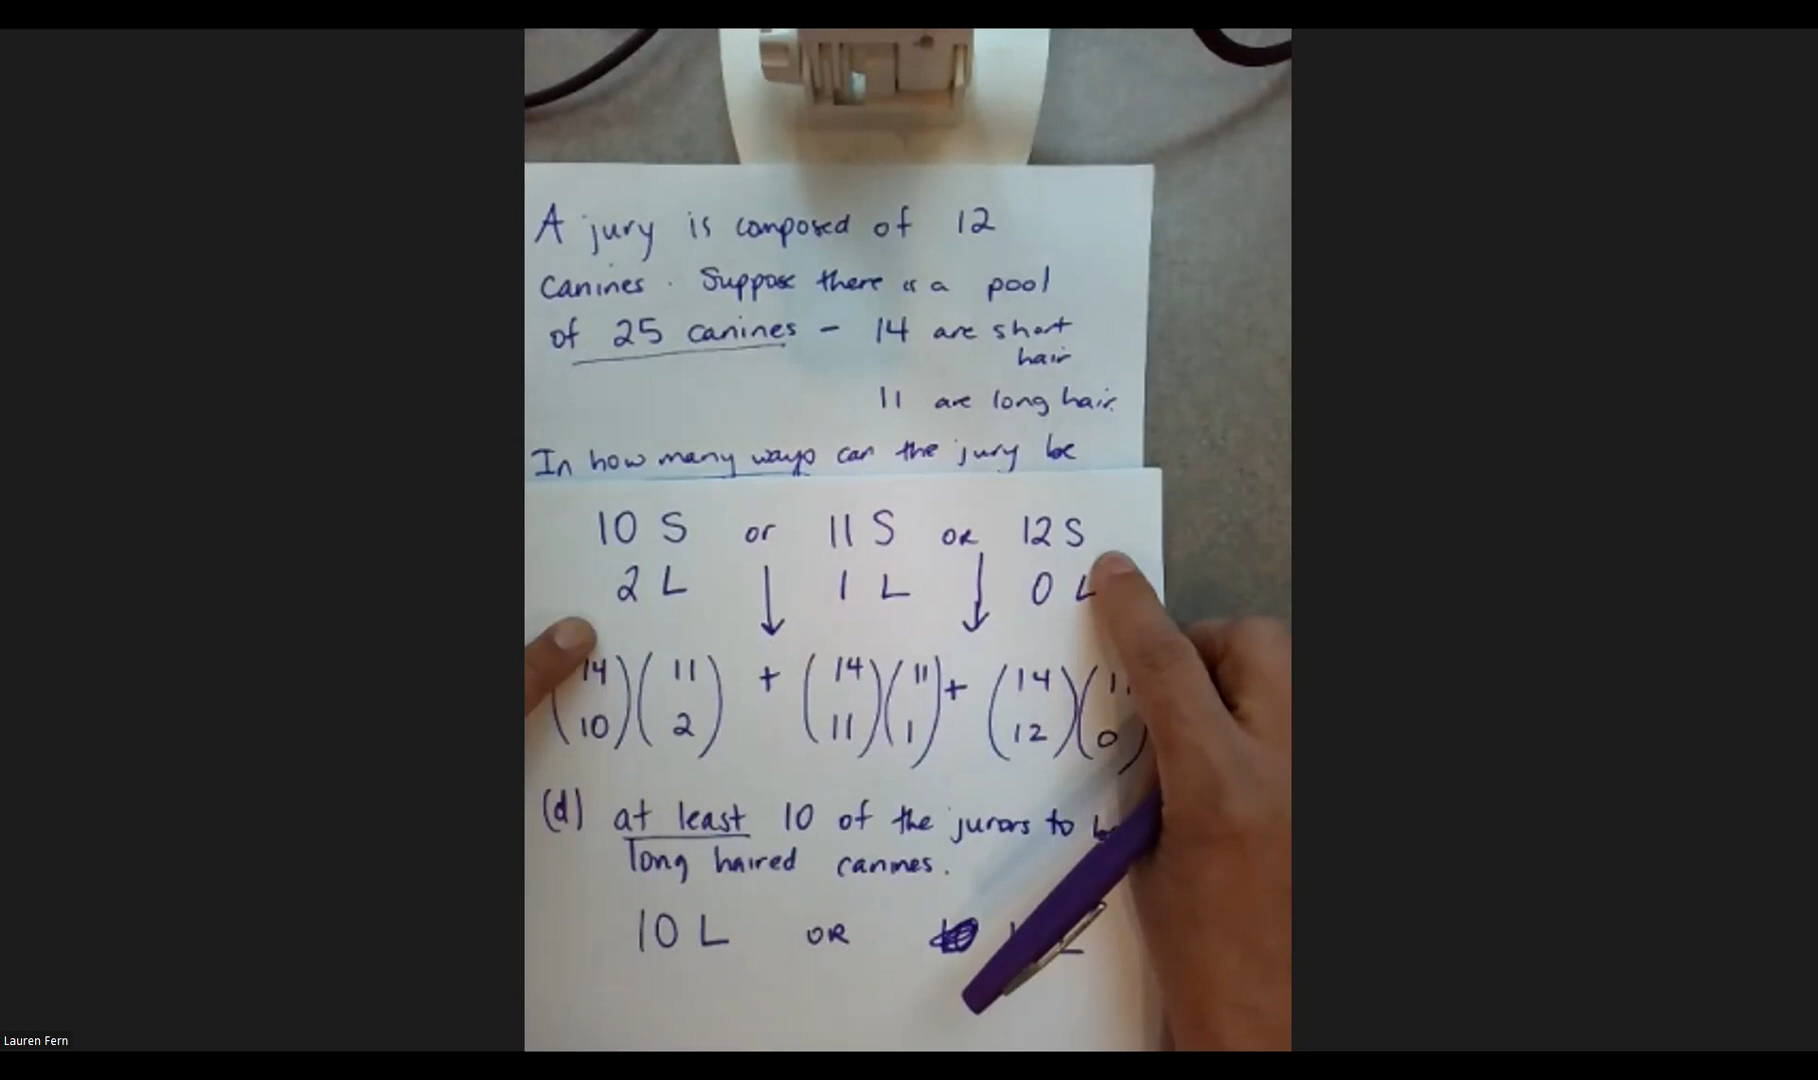 A jury is composed of 12
canines. Suppose there is a pool
of 25 canines - 14 are short
hair
11 are long hair.
In how many ways can the jury be
10 S or 11 S OR 12 S
2 L 1 L 0 L
(14 10)(11 2) + (14 11)(11 1) + (14 12)( 0)
(d) at least 10 of the jurors to
long haired canines.
10 L OR L
Lauren Fern